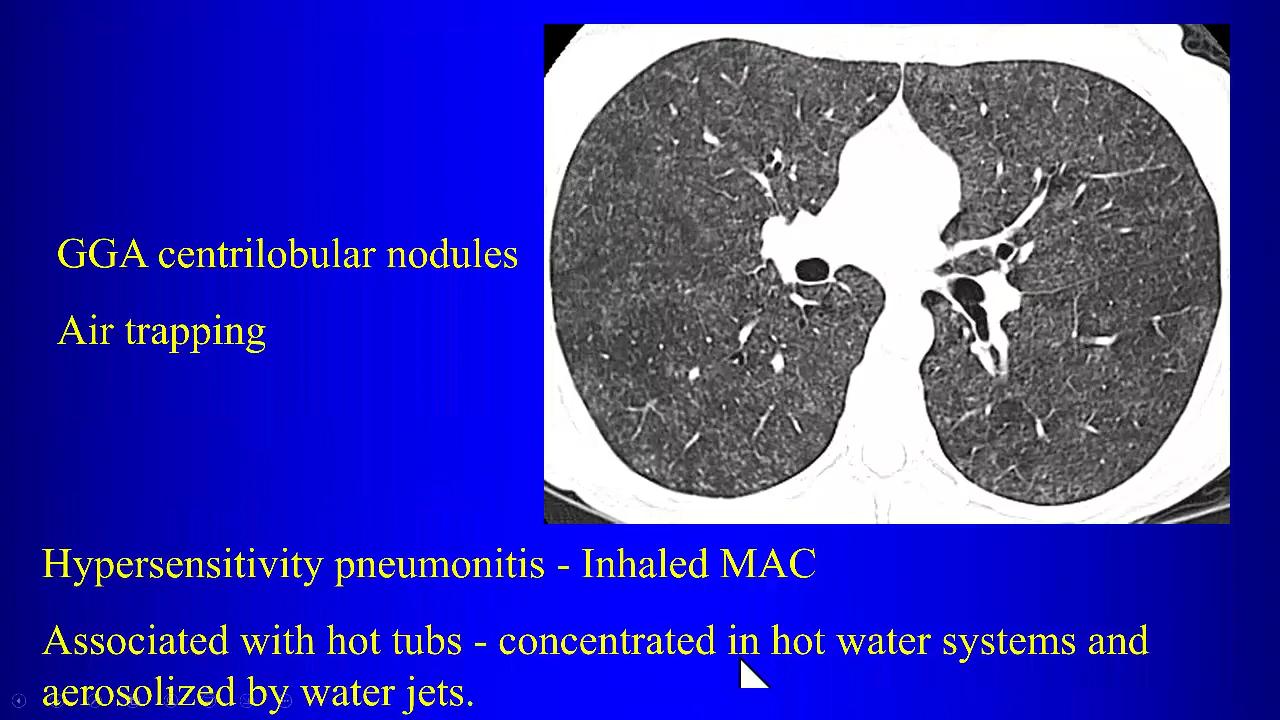 GGA centrilobular nodules
Air trapping
Hypersensitivity pneumonitis - Inhaled MAC
Associated with hot tubs - concentrated in hot water systems and
aerosolized by water jets.